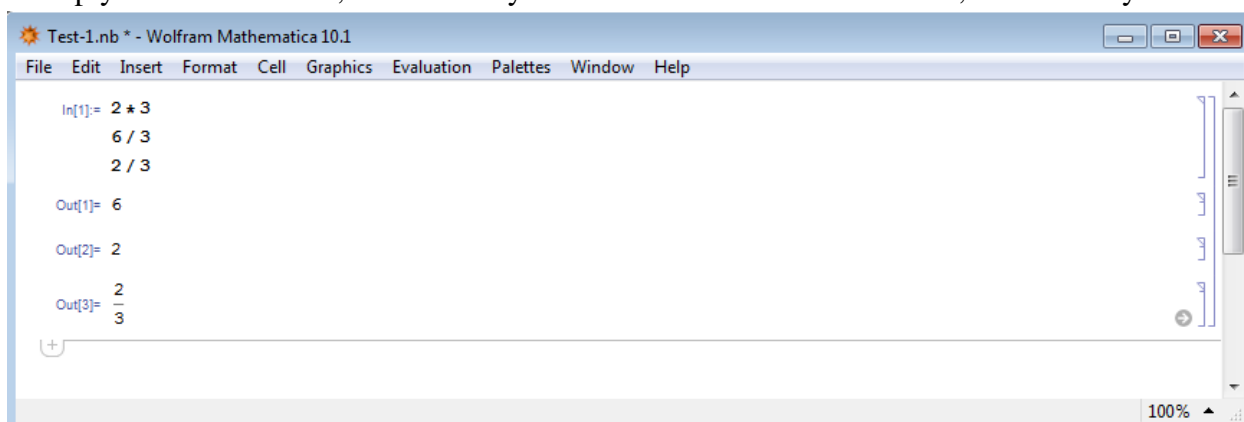 Test-1.nb * - Wolfram Mathematica 10.1
File Edit Insert Format Cell Graphics Evaluation Palettes Window Help
In[1]:= 2 * 3
6 / 3
2 / 3
Out[1]= 6
Out[2]= 2
Out[3]= 2
3
100%